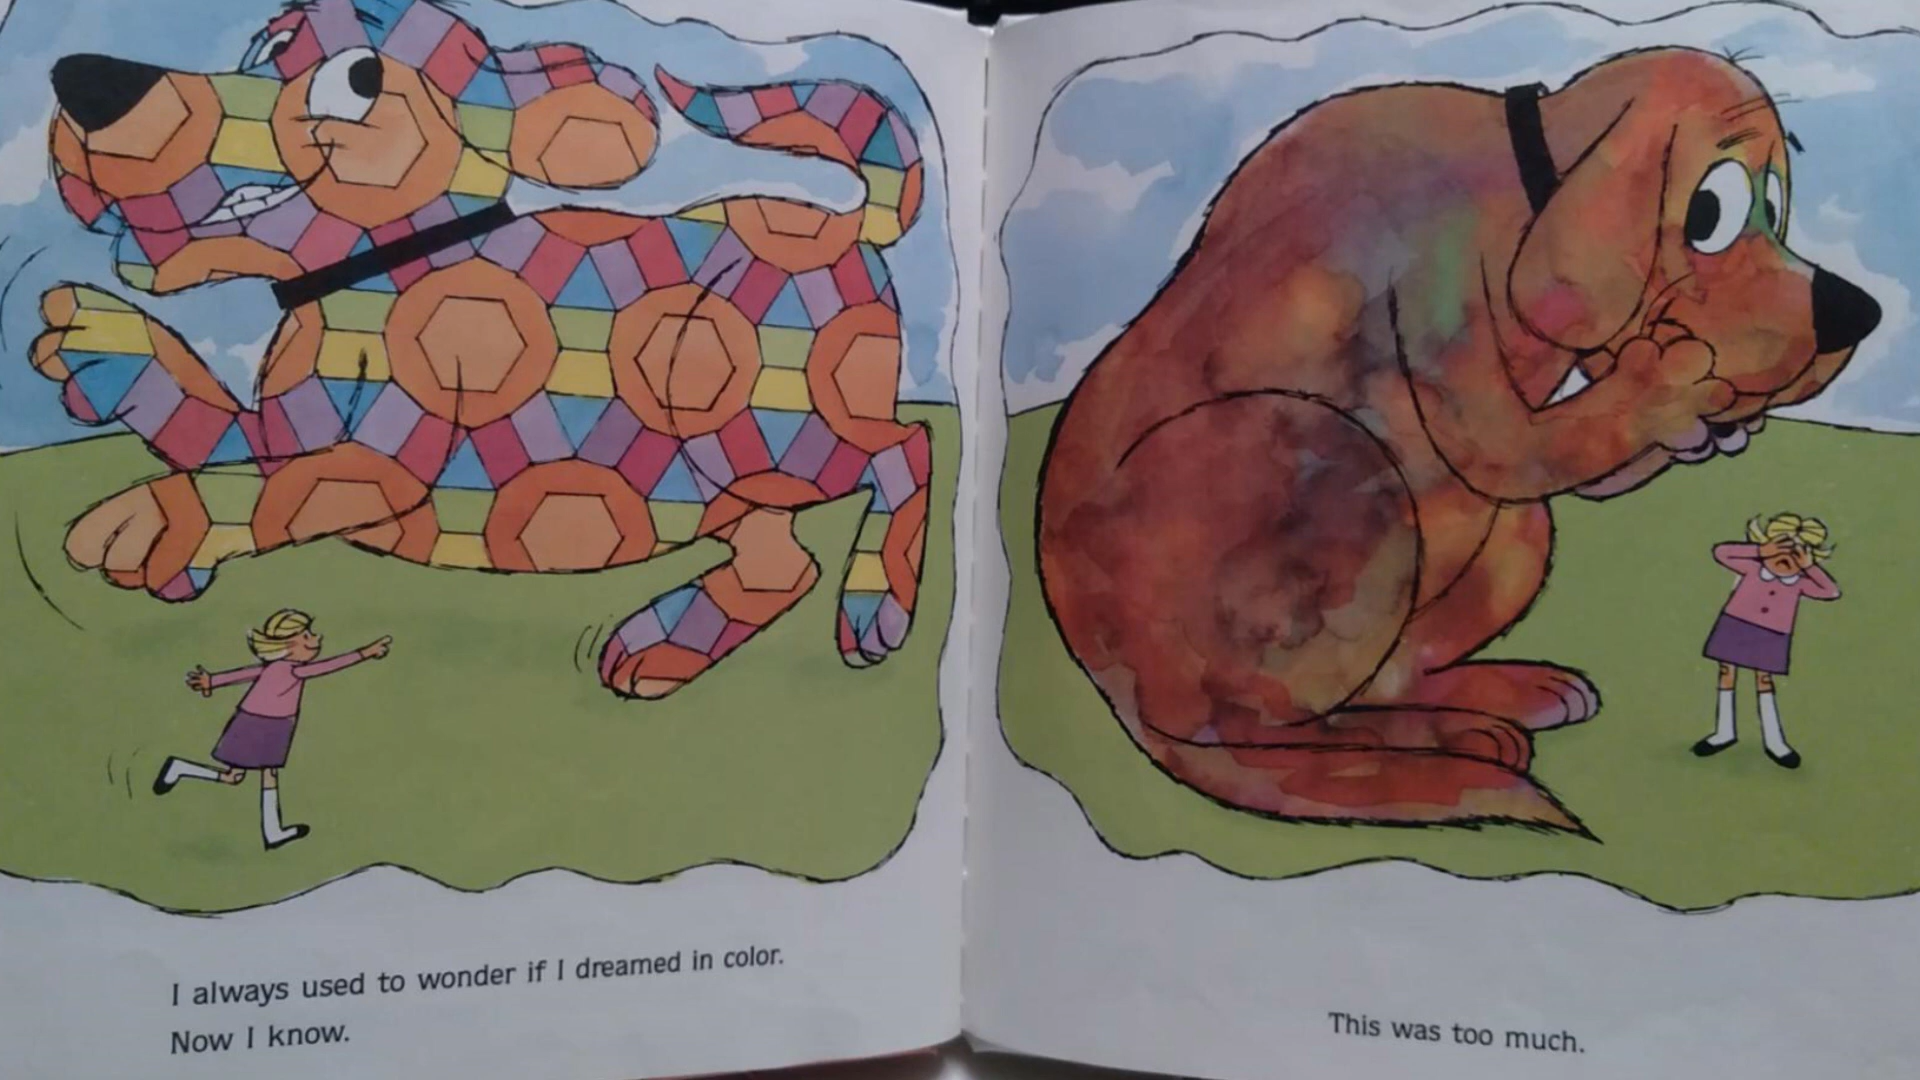 I always used to wonder if I dreamed in color.
Now I know.
This was too much.